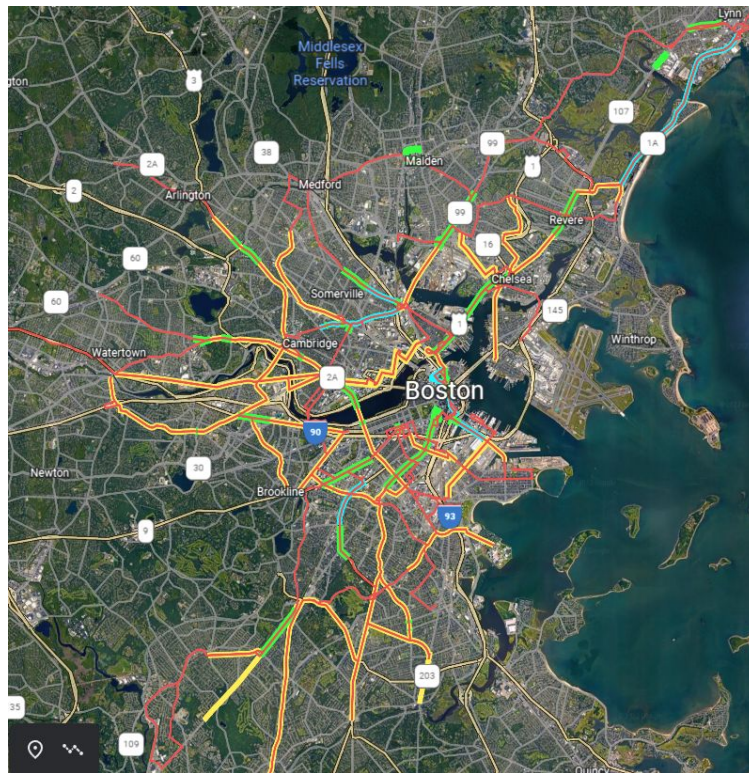 Lynn
Middlesex
Fells
Reservation
ngton
3
107
1A
38
99
1
2A
Malden
2
Medford
Arlington
99
Revere
16
60
Chelsea
Somerville
60
145
1
Winthrop
Watertown
Cambridge
2A
Boston
90
30
Newton
Brookline
93
9
203
35
109
Quincy